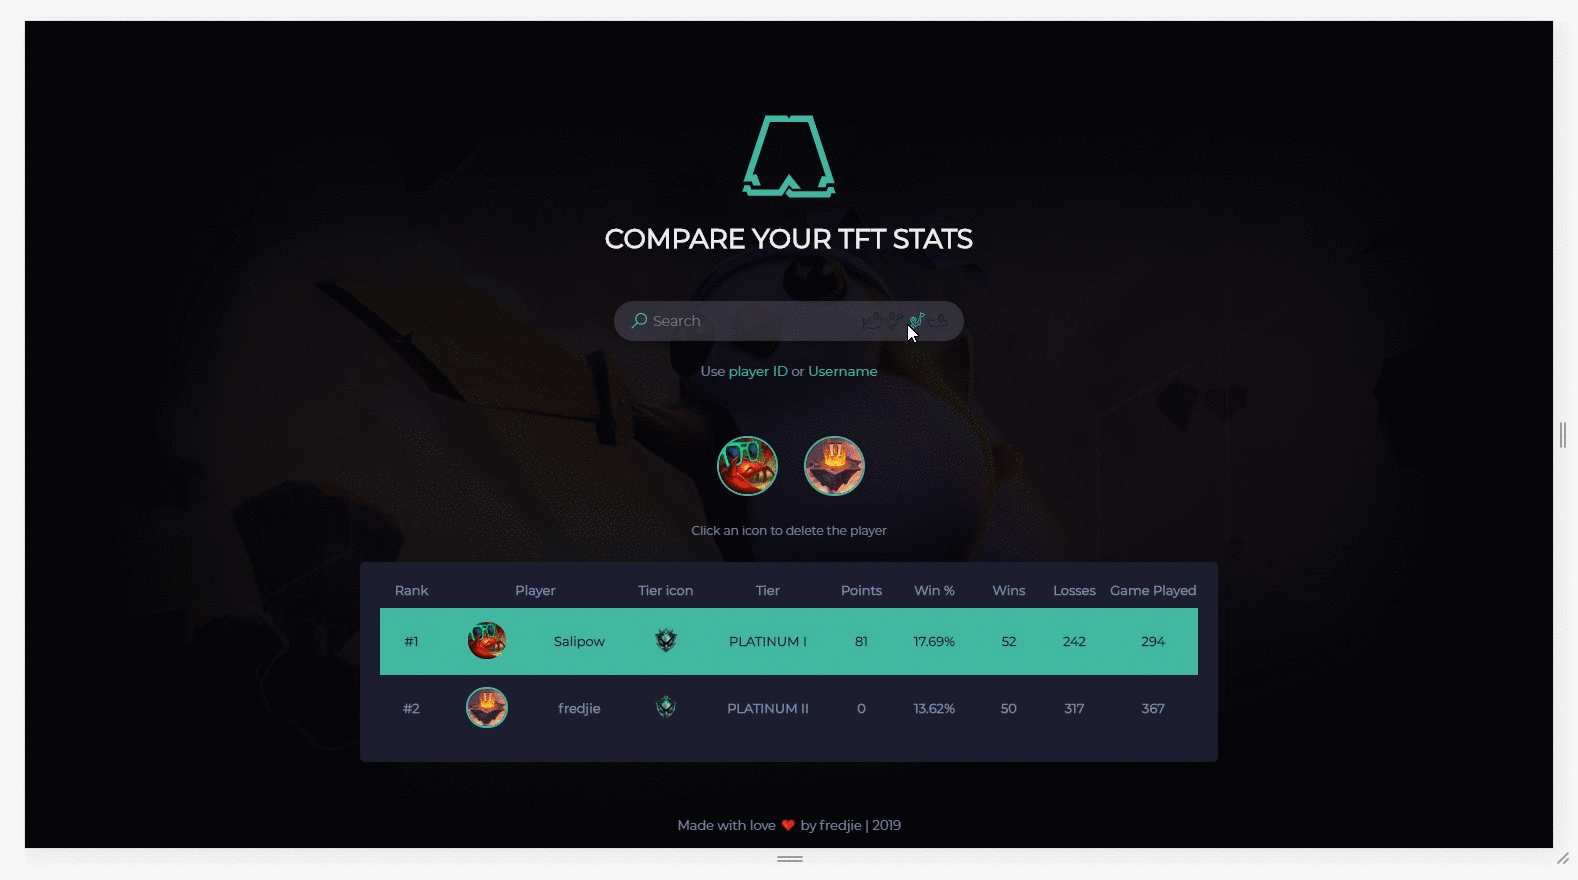 COMPARE YOUR TFT STATS
Search
Use player ID or Username
Click an icon to delete the player
Rank Player Tier icon Tier Points Win % Wins Losses Game Played
#1 Salipow PLATINUM I 81 17.69% 52 242 294
#2 fredjie PLATINUM II 0 13.62% 50 317 367
Made with love ❤ by fredjie | 2019